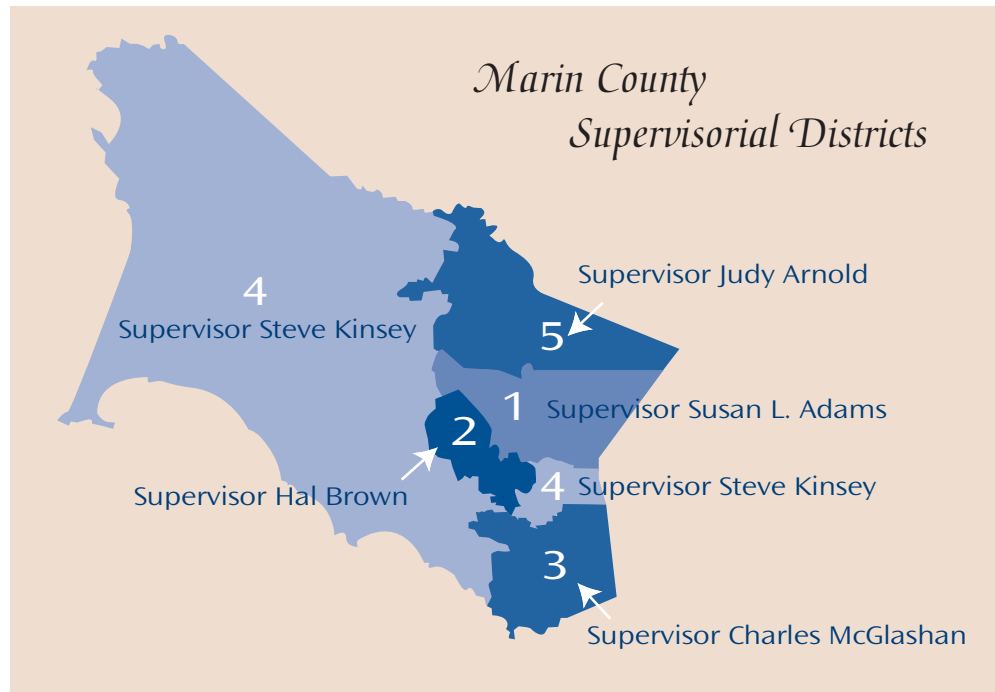 Marin County
Supervisorial Districts
Supervisor Judy Arnold
4
Supervisor Steve Kinsey
5
1 Supervisor Susan L. Adams
2
Supervisor Hal Brown
4 Supervisor Steve Kinsey
3
Supervisor Charles McGlashan